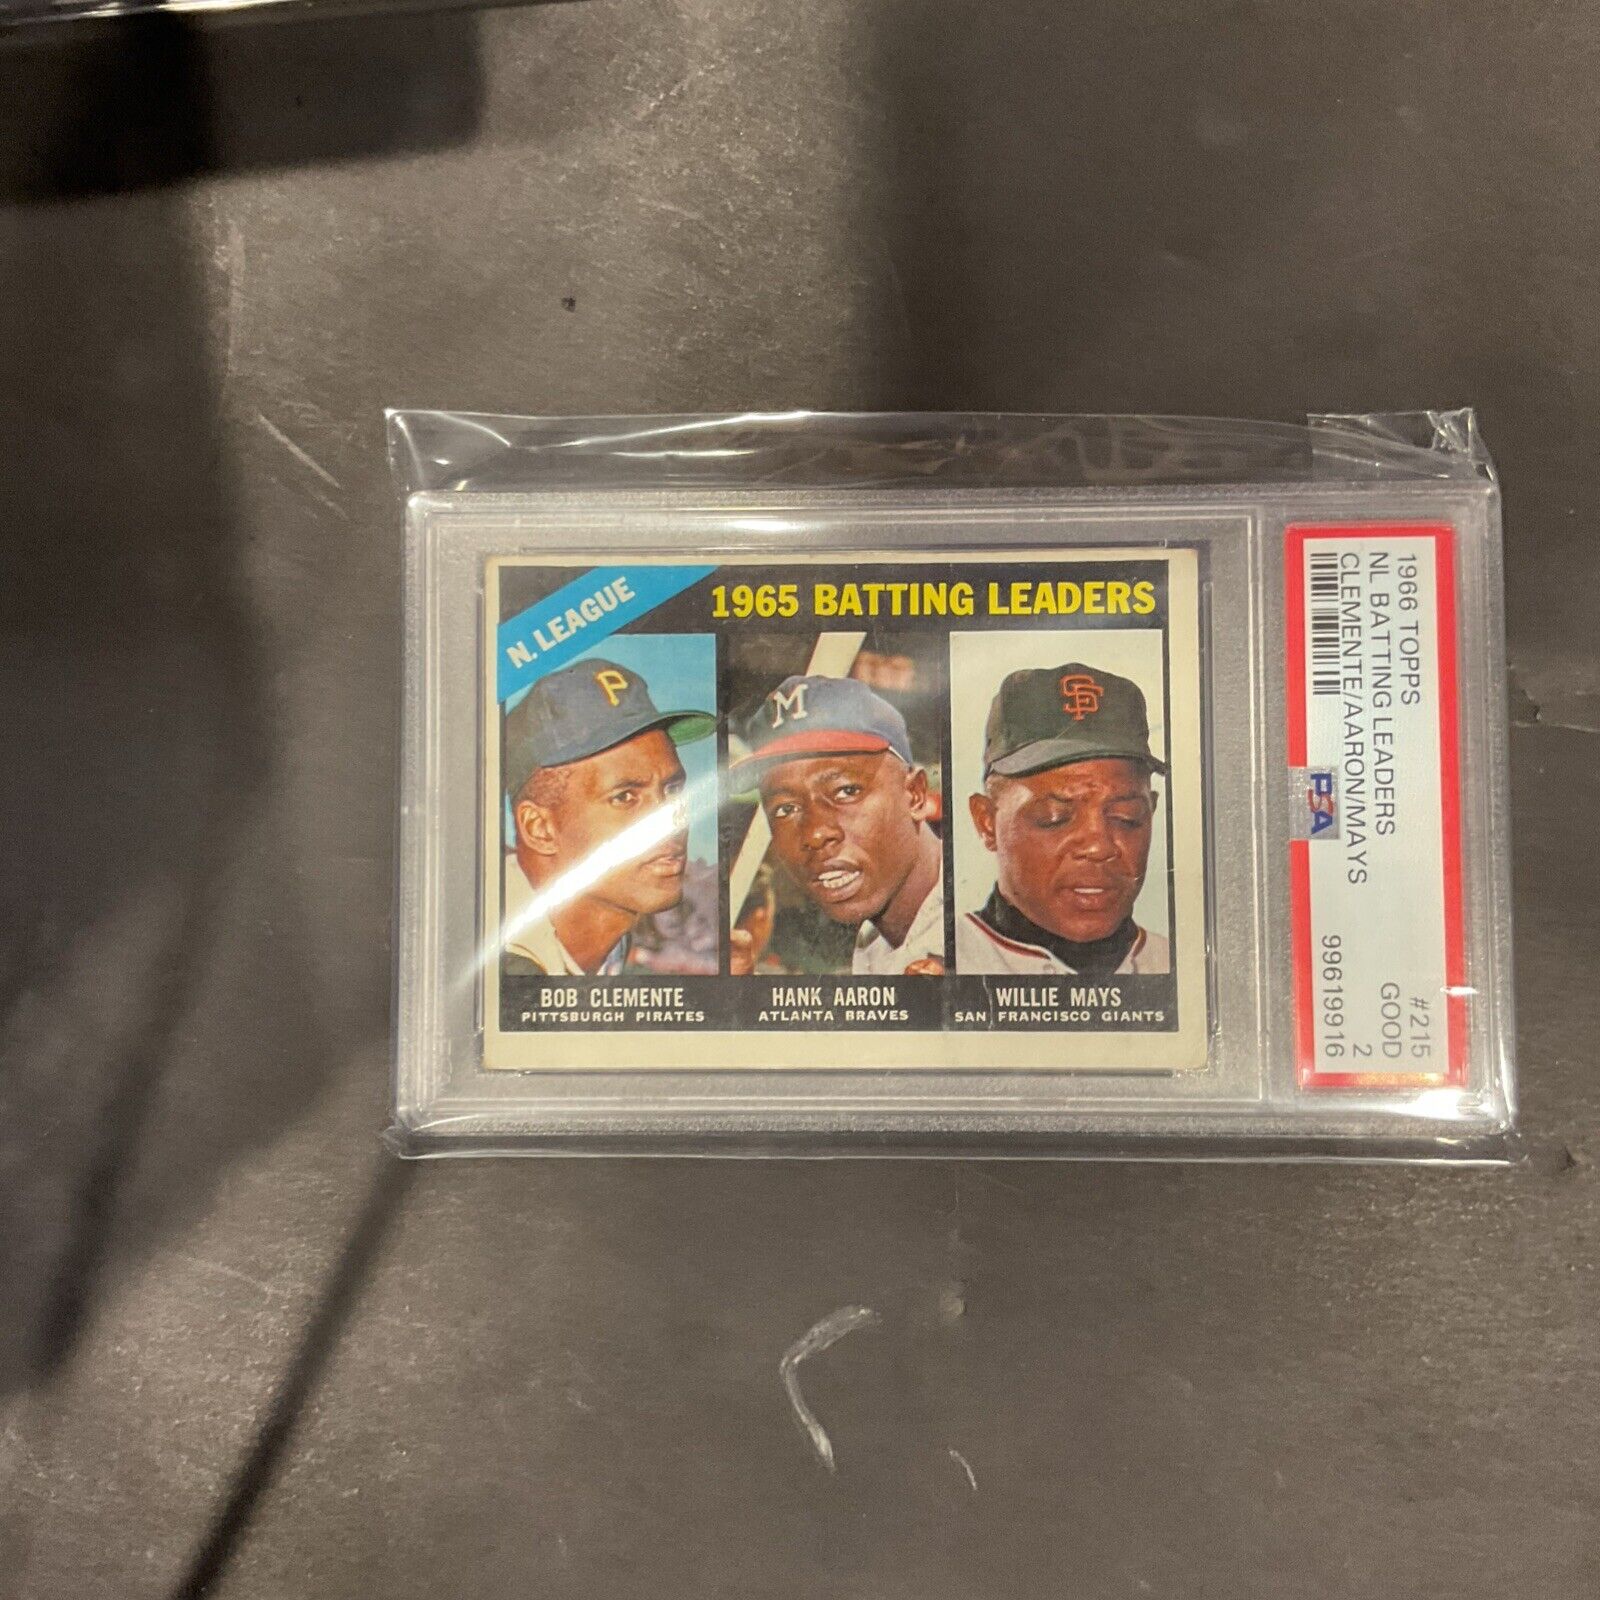 N. LEAGUE
1965 BATTING LEADERS
P
M
SF
BOB CLEMENTE
PITTSBURGH PIRATES
HANK AARON
ATLANTA BRAVES
WILLIE MAYS
SAN FRANCISCO GIANTS
1966 TOPPS #215
NL BATTING LEADERS GOOD
CLEMENTE/AARON/MAYS 2
99619916
PSA